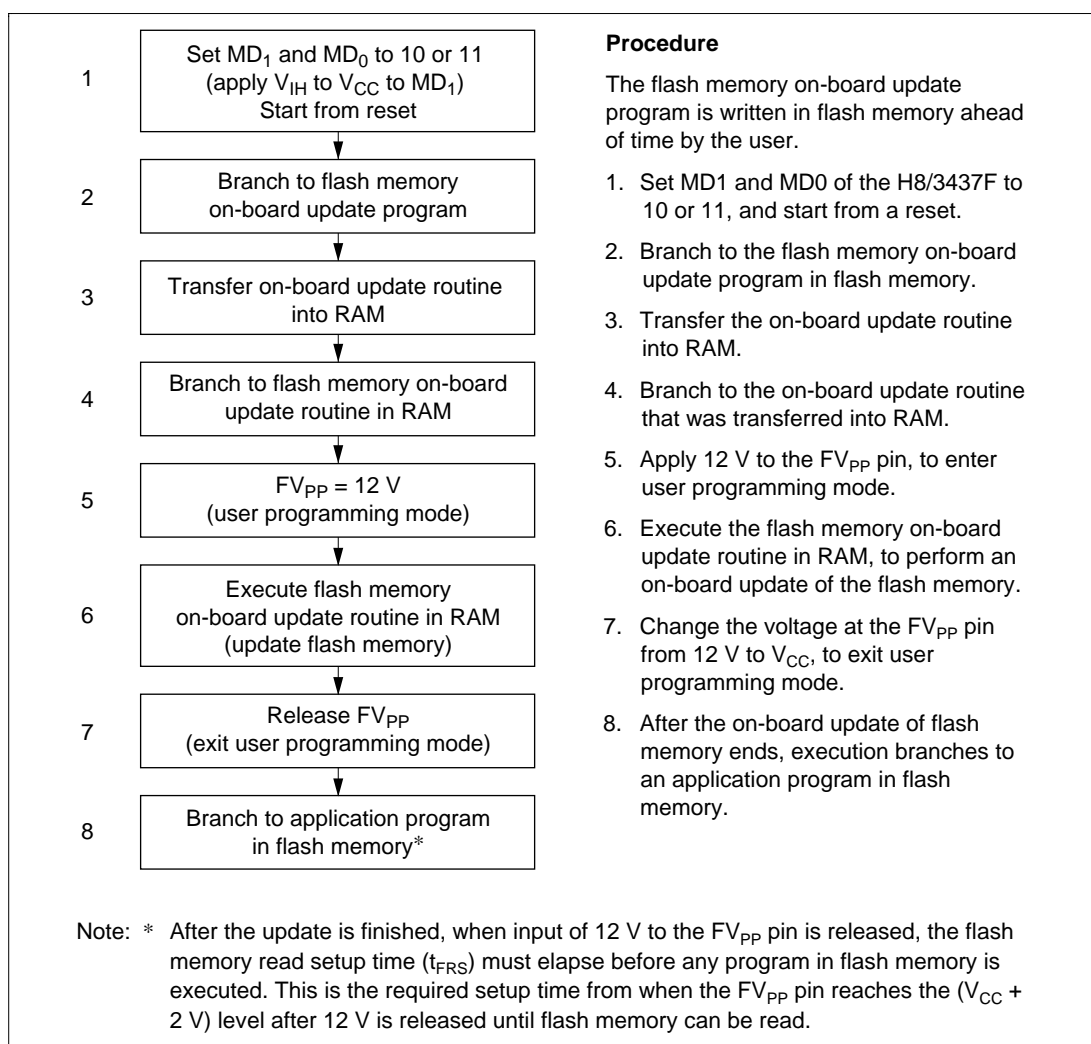 1
Set MD₁ and MD₀ to 10 or 11
(apply V_IH to V_CC to MD₁)
Start from reset
2
Branch to flash memory
on-board update program
3
Transfer on-board update routine
into RAM
4
Branch to flash memory on-board
update routine in RAM
5
FV_PP = 12 V
(user programming mode)
6
Execute flash memory
on-board update routine in RAM
(update flash memory)
7
Release FV_PP
(exit user programming mode)
8
Branch to application program
in flash memory*
Procedure
The flash memory on-board update
program is written in flash memory ahead
of time by the user.
1. Set MD1 and MD0 of the H8/3437F to
10 or 11, and start from a reset.
2. Branch to the flash memory on-board
update program in flash memory.
3. Transfer the on-board update routine
into RAM.
4. Branch to the on-board update routine
that was transferred into RAM.
5. Apply 12 V to the FV_PP pin, to enter
user programming mode.
6. Execute the flash memory on-board
update routine in RAM, to perform an
on-board update of the flash memory.
7. Change the voltage at the FV_PP pin
from 12 V to V_CC, to exit user
programming mode.
8. After the on-board update of flash
memory ends, execution branches to
an application program in flash
memory.
Note: * After the update is finished, when input of 12 V to the FV_PP pin is released, the flash
memory read setup time (t_FRS) must elapse before any program in flash memory is
executed. This is the required setup time from when the FV_PP pin reaches the (V_CC +
2 V) level after 12 V is released until flash memory can be read.